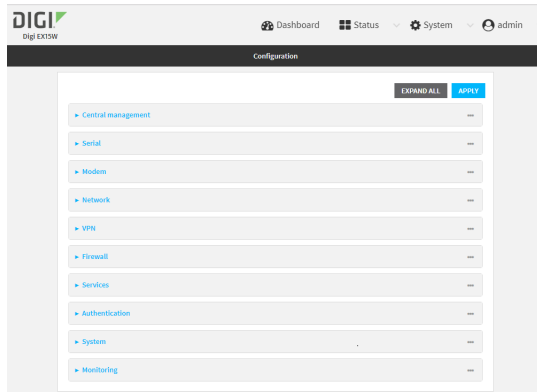 DIGI
Digi EX15W
Dashboard Status System admin
Configuration
EXPAND ALL APPLY
Central management
Serial
Modem
Network
VPN
Firewall
Services
Authentication
System
Monitoring